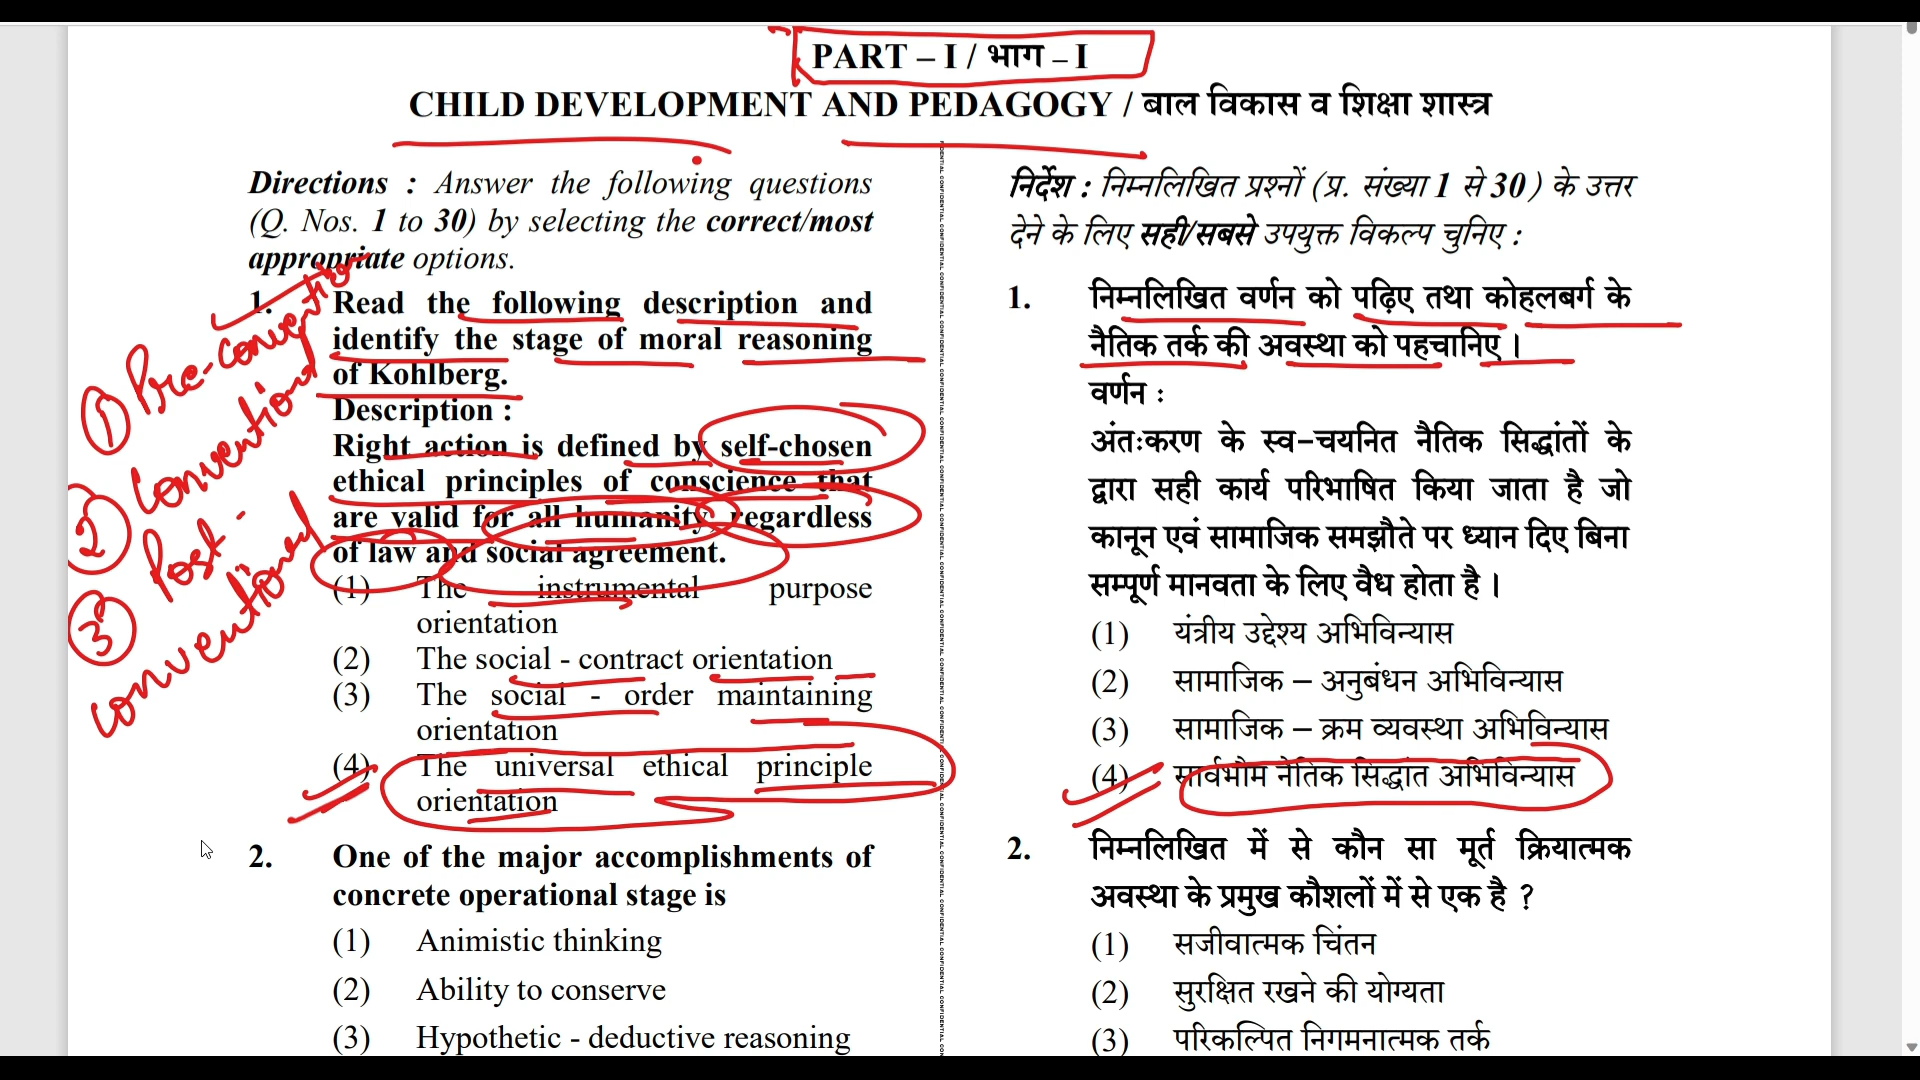 PART – I / भाग – I
CHILD DEVELOPMENT AND PEDAGOGY / बाल विकास व शिक्षा शास्त्र
Directions : Answer the following questions
(Q. Nos. 1 to 30) by selecting the correct/most
appropriate options.
1. Read the following description and
identify the stage of moral reasoning
of Kohlberg.
Description :
Right action is defined by self-chosen
ethical principles of conscience that
are valid for all humanity, regardless
of law and social agreement.
(1) The instrumental purpose
orientation
(2) The social - contract orientation
(3) The social - order maintaining
orientation
(4) The universal ethical principle
orientation
2. One of the major accomplishments of
concrete operational stage is
(1) Animistic thinking
(2) Ability to conserve
(3) Hypothetic - deductive reasoning
① Pre-conventional
② Conventional
③ Post-
conventional
निर्देश : निम्नलिखित प्रश्नों (प्र. संख्या 1 से 30) के उत्तर
देने के लिए सही/सबसे उपयुक्त विकल्प चुनिए :
1. निम्नलिखित वर्णन को पढ़िए तथा कोहलबर्ग के
नैतिक तर्क की अवस्था को पहचानिए ।
वर्णन :
अंतःकरण के स्व–चयनित नैतिक सिद्धांतों के
द्वारा सही कार्य परिभाषित किया जाता है जो
कानून एवं सामाजिक समझौते पर ध्यान दिए बिना
सम्पूर्ण मानवता के लिए वैध होता है ।
(1) यंत्रीय उद्देश्य अभिविन्यास
(2) सामाजिक – अनुबंधन अभिविन्यास
(3) सामाजिक – क्रम व्यवस्था अभिविन्यास
(4) सार्वभौम नैतिक सिद्धांत अभिविन्यास
2. निम्नलिखित में से कौन सा मूर्त क्रियात्मक
अवस्था के प्रमुख कौशलों में से एक है ?
(1) सजीवात्मक चिंतन
(2) सुरक्षित रखने की योग्यता
(3) परिकल्पित निगमनात्मक तर्क